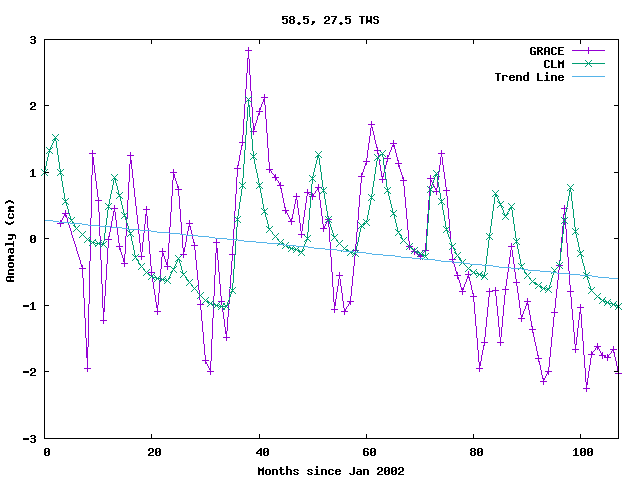 58.5, 27.5 TWS
GRACE
CLM
Trend Line
3
2
1
0
-1
-2
-3
Anomaly (cm)
0 20 40 60 80 100
Months since Jan 2002